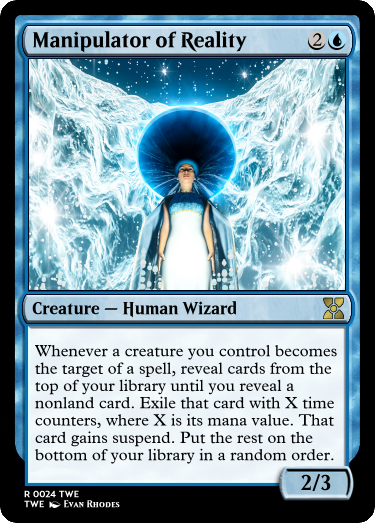 Manipulator of Reality 2
Creature — Human Wizard
Whenever a creature you control becomes
the target of a spell, reveal cards from the
top of your library until you reveal a
nonland card. Exile that card with X time
counters, where X is its mana value. That
card gains suspend. Put the rest on the
bottom of your library in a random order.
2/3
R 0024 TWE
TWE Evan Rhodes